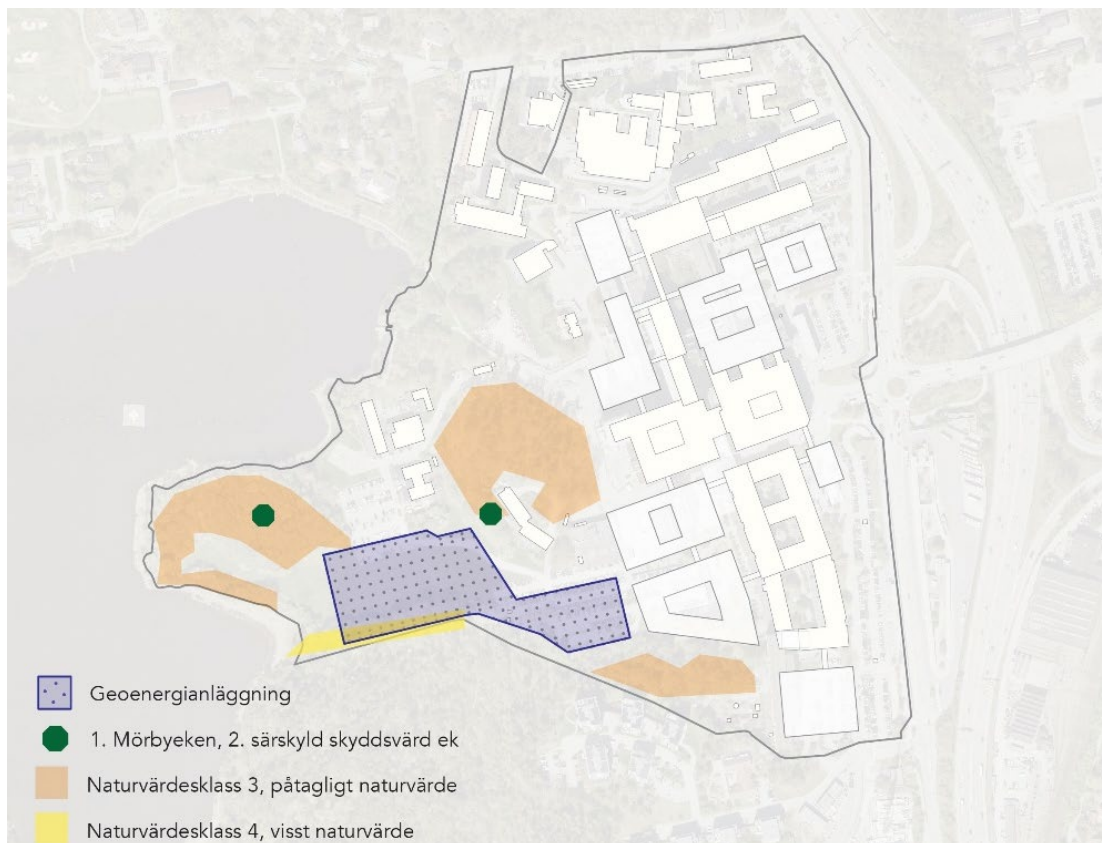 Geoenergianläggning
1. Mörbyeken, 2. särskyld skyddsvärd ek
Naturvärdesklass 3, påtagligt naturvärde
Naturvärdesklass 4, visst naturvärde